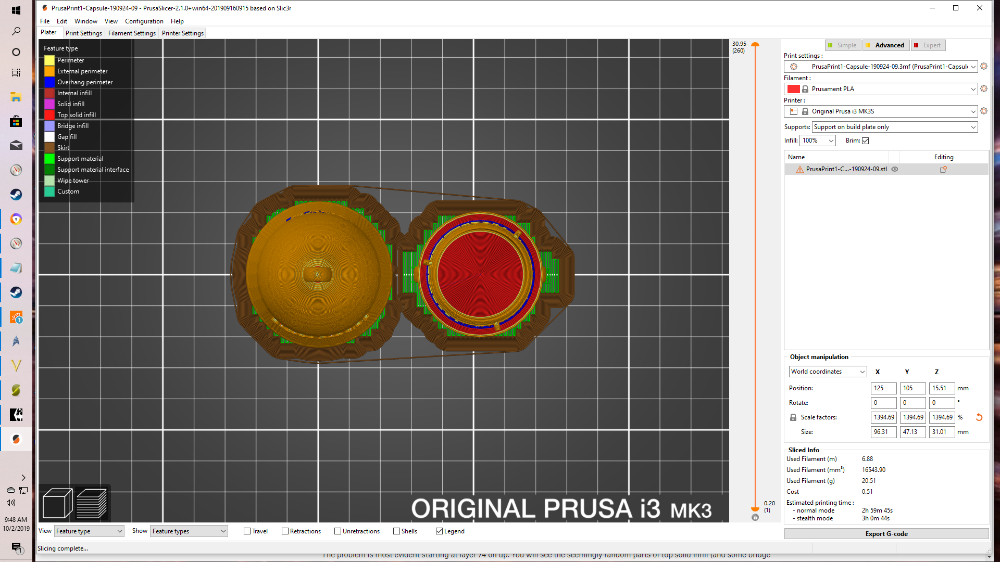 PrusaPrint1-Capsule-190924-09 - PrusaSlicer-2.1.0+win64-201909160915 based on Slic3r
File Edit Window View Configuration Help
Plater Print Settings Filament Settings Printer Settings
Feature type
Perimeter
External perimeter
Overhang perimeter
Internal infill
Solid infill
Top solid infill
Bridge infill
Gap fill
Skirt
Support material
Support material interface
Wipe tower
Custom
30.95
(260)
0.20
(1)
ORIGINAL PRUSA i3 MK3
Simple Advanced Expert
Print settings :
PrusaPrint1-Capsule-190924-09.3mf (PrusaPrint1-Capsul
Filament :
Prusament PLA
Printer :
Original Prusa i3 MK3S
Supports: Support on build plate only
Infill: 100% Brim:
Name Editing
PrusaPrint1-C...-190924-09.stl
Object manipulation
World coordinates X Y Z
Position: 125 105 15.51 mm
Rotate: 0 0 0 °
Scale factors: 1394.69 1394.69 1394.69 %
Size: 96.31 47.13 31.01 mm
Sliced Info
Used Filament (m) 6.88
Used Filament (mm³) 16543.90
Used Filament (g) 20.51
Cost 0.51
Estimated printing time :
- normal mode 2h 59m 45s
- stealth mode 3h 0m 44s
Export G-code
View Feature type Show Feature types Travel Retractions Unretractions Shells Legend
Slicing complete...
The problem is most evident starting at layer 74 on up. You will see the seemingly random parts of top solid infill (and some bridge
1
9:48 AM
10/2/2019
1